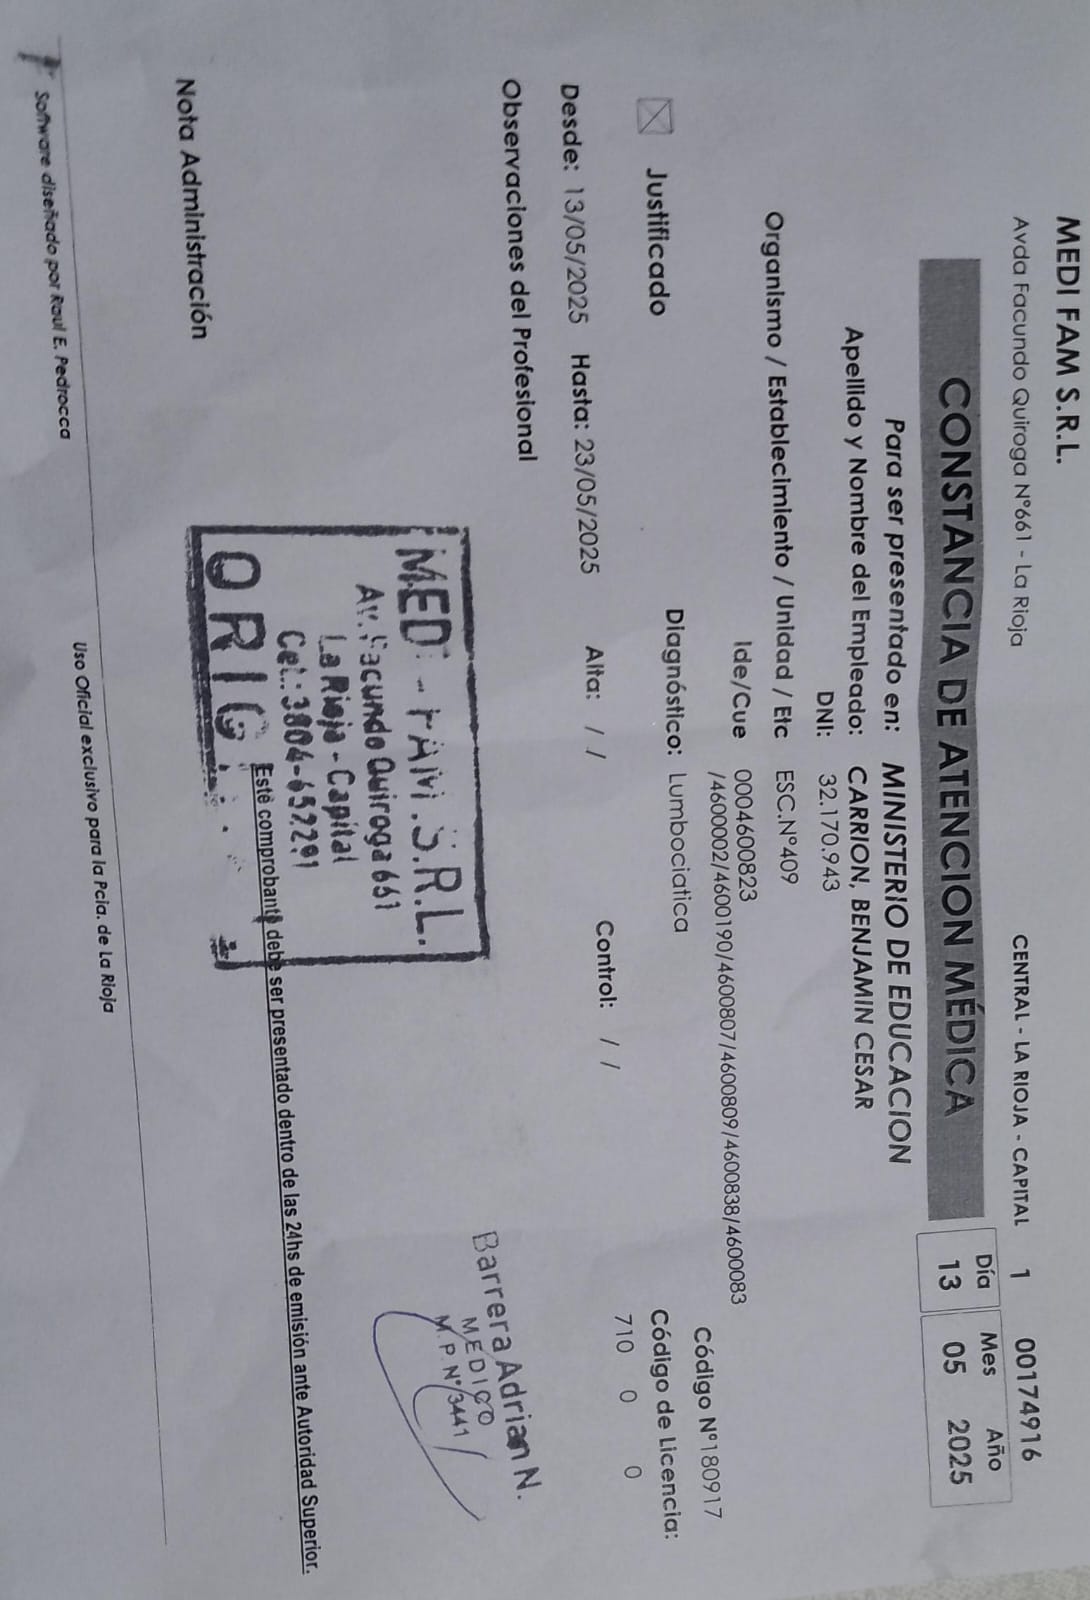 MEDI FAM S.R.L.
Avda Facundo Quiroga Nº661 - La Rioja
CENTRAL - LA RIOJA - CAPITAL 1 00174916
CONSTANCIA DE ATENCION MÉDICA
Día Mes Año
13 05 2025
Para ser presentado en: MINISTERIO DE EDUCACION
Apellido y Nombre del Empleado: CARRION, BENJAMIN CESAR
DNI: 32.170.943
Organismo / Establecimiento / Unidad / Etc ESC.Nº409
Ide/Cue 0004600823
/4600002/4600190/4600807/4600809/4600838/4600083
Código Nº180917
Justificado
Diagnóstico: Lumbociatica
Código de Licencia:
710 0 0
Desde: 13/05/2025 Hasta: 23/05/2025 Alta: / / Control: / /
Observaciones del Profesional
MEDI - FAM. S.R.L.
Av. Facundo Quiroga 661
La Rioja - Capital
Cel.: 3804-659291
Barrera Adrian N.
MEDICO
M.P. Nº 3441
Este comprobante debe ser presentado dentro de las 24hs de emisión ante Autoridad Superior.
Nota Administración
Uso Oficial exclusivo para la Pcia. de La Rioja
Software diseñado por Raul E. Pedrocca